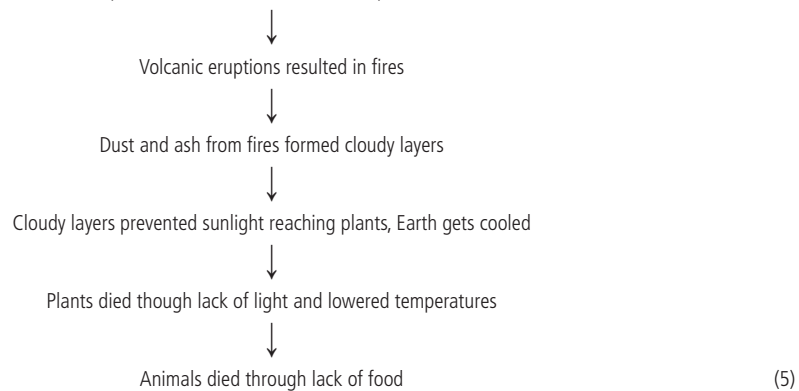 Volcanic eruptions resulted in fires
Dust and ash from fires formed cloudy layers
Cloudy layers prevented sunlight reaching plants, Earth gets cooled
Plants died though lack of light and lowered temperatures
Animals died through lack of food (5)